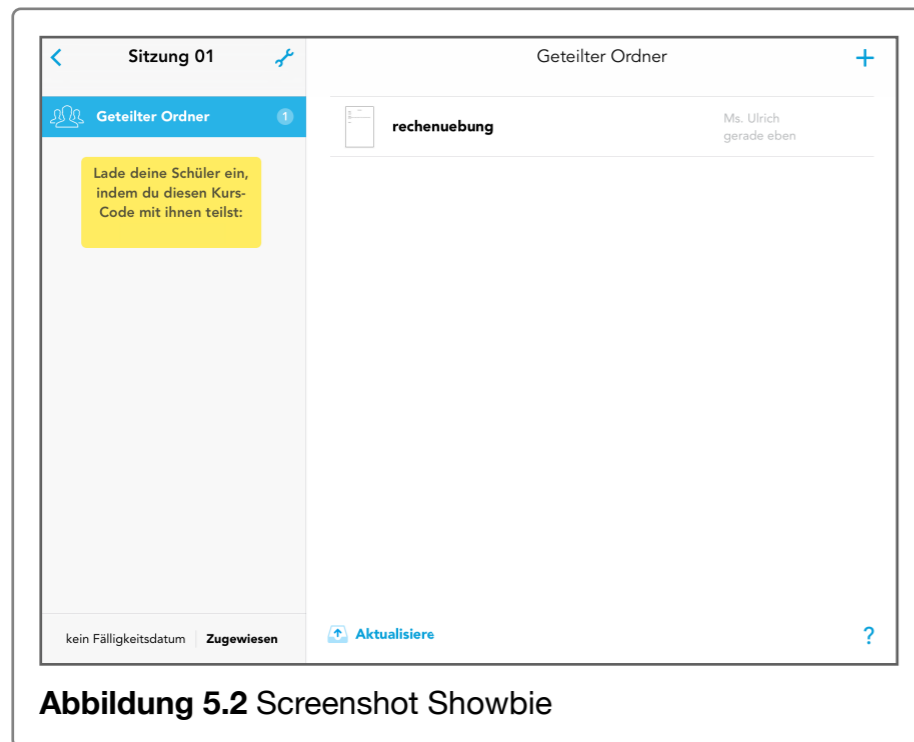 Sitzung 01
Geteilter Ordner
Geteilter Ordner 1
rechenuebung
Ms. Ulrich
gerade eben
Lade deine Schüler ein,
indem du diesen Kurs-
Code mit ihnen teilst:
kein Fälligkeitsdatum Zugewiesen
Aktualisiere
?
Abbildung 5.2 Screenshot Showbie